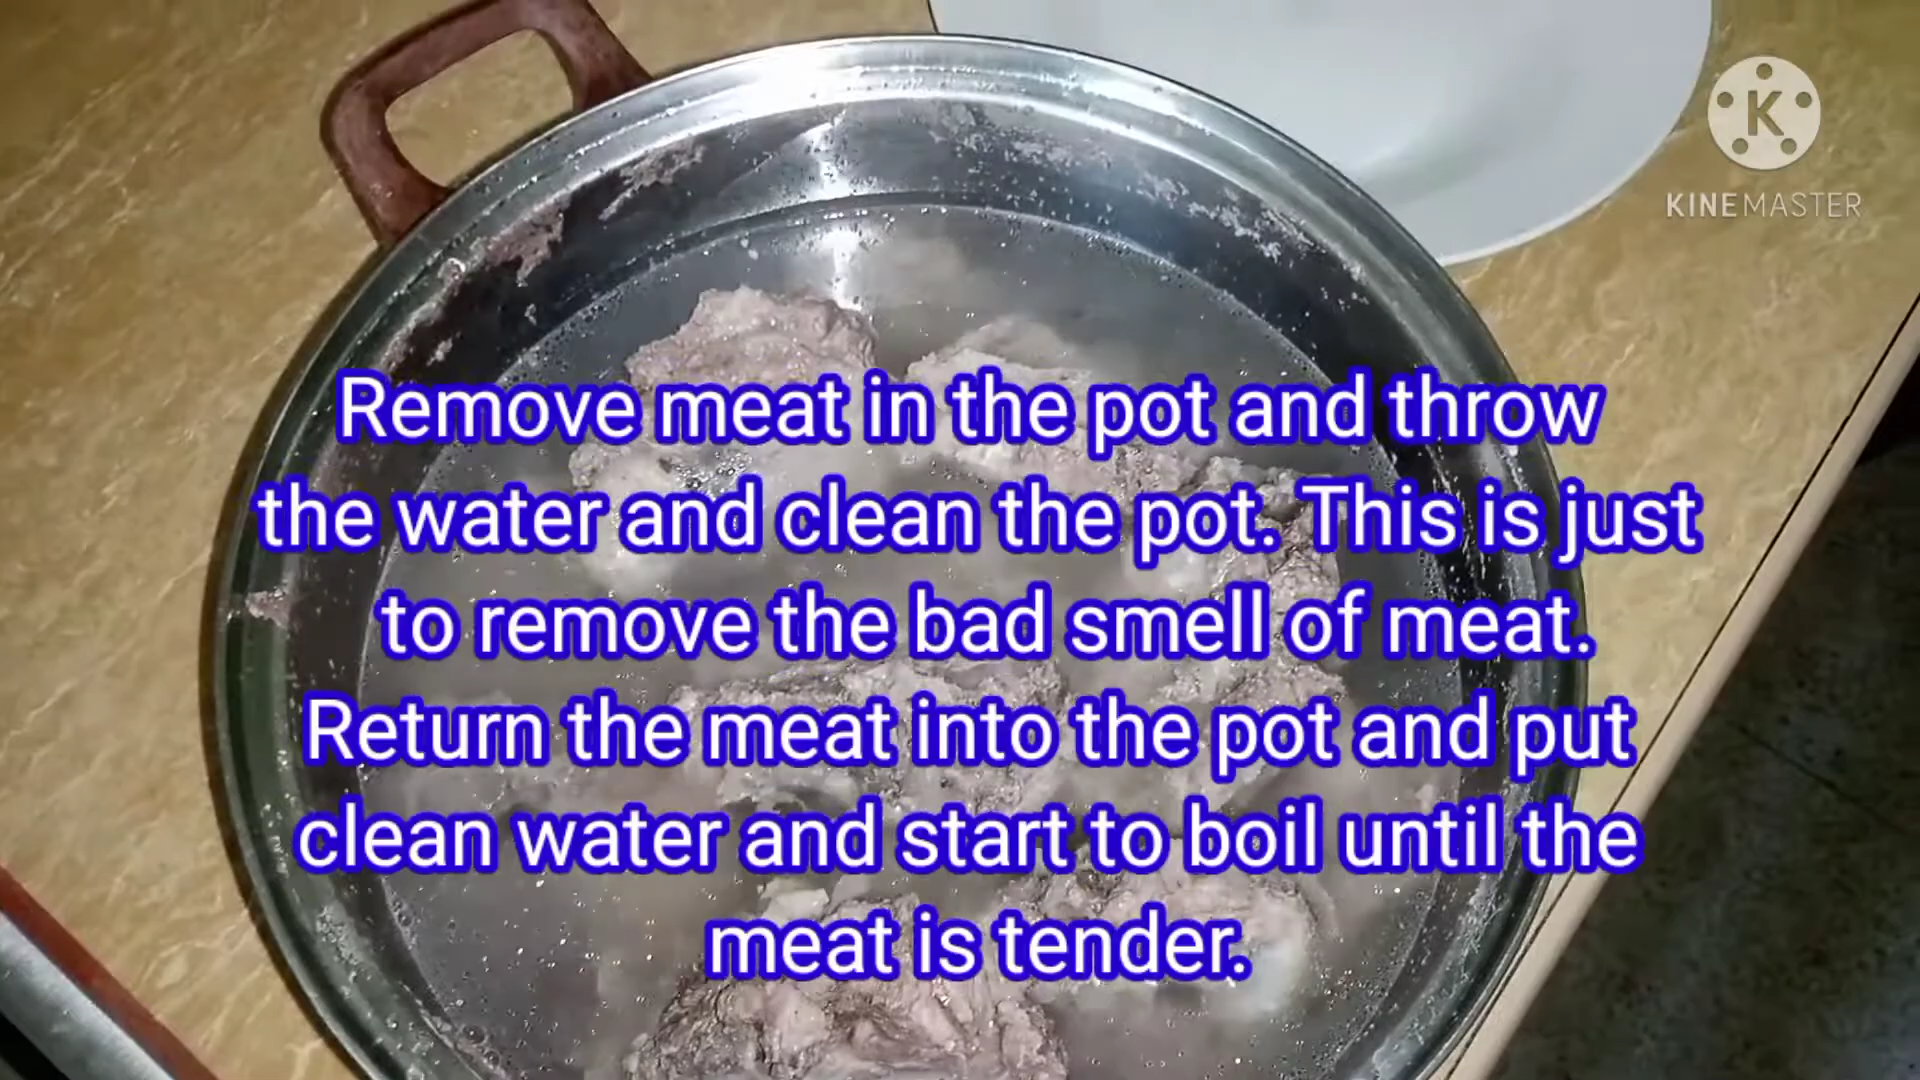 K
KINEMASTER
Remove meat in the pot and throw
the water and clean the pot. This is just
to remove the bad smell of meat.
Return the meat into the pot and put
clean water and start to boil until the
meat is tender.